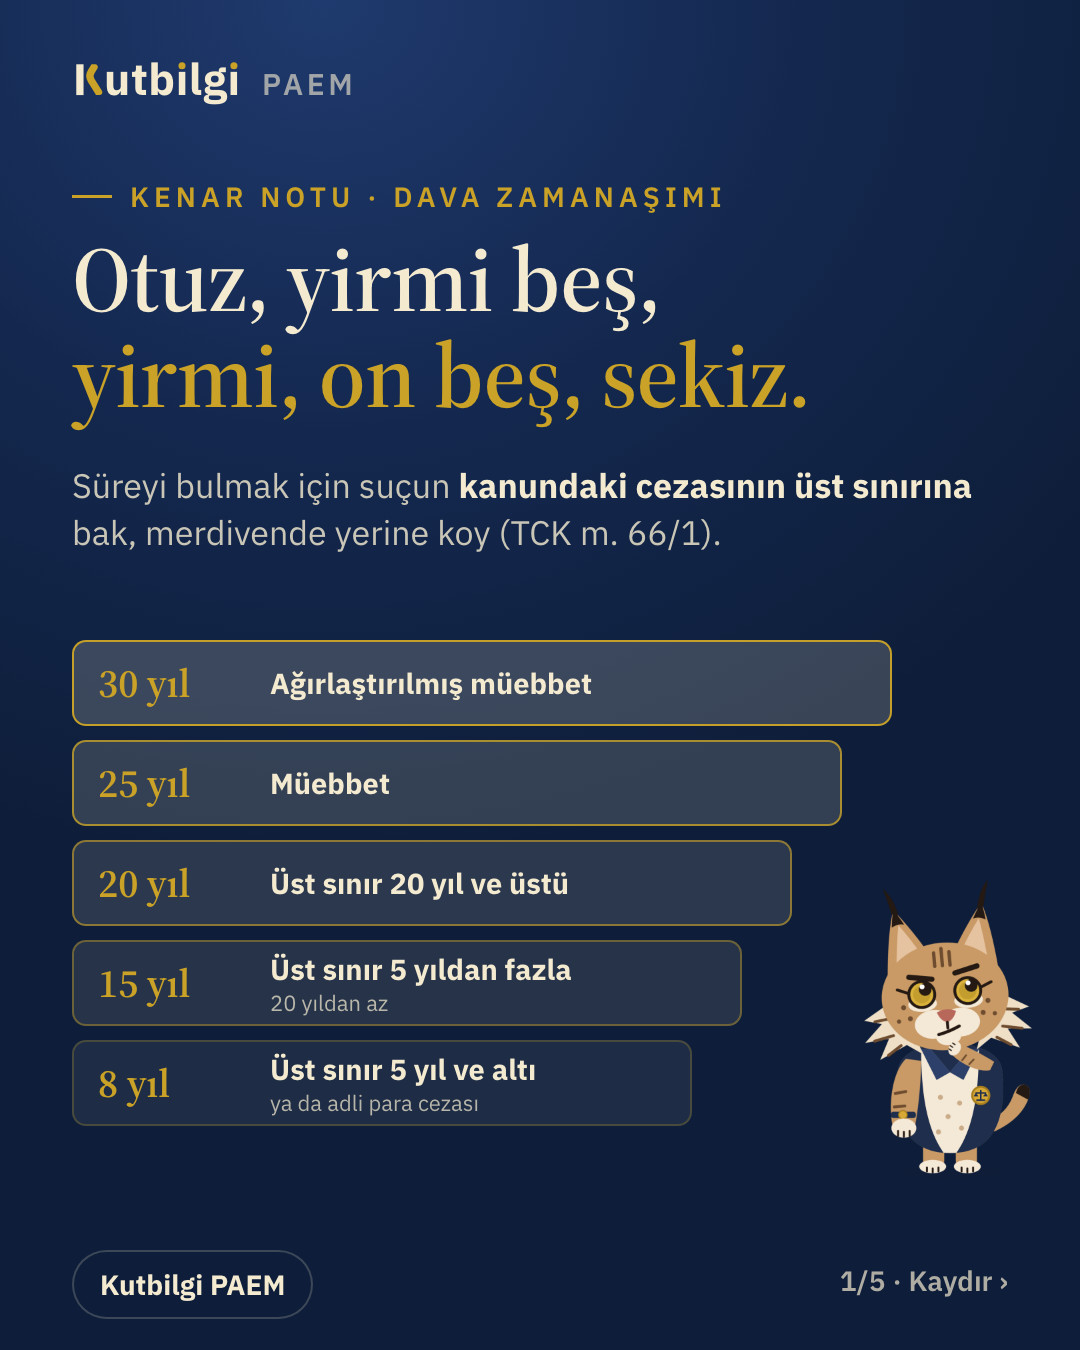 Kutbilgi PAEM
— KENAR NOTU · DAVA ZAMANAŞIMI
Otuz, yirmi beş,
yirmi, on beş, sekiz.
Süreyi bulmak için suçun kanundaki cezasının üst sınırına
bak, merdivende yerine koy (TCK m. 66/1).
30 yıl Ağırlaştırılmış müebbet
25 yıl Müebbet
20 yıl Üst sınır 20 yıl ve üstü
15 yıl Üst sınır 5 yıldan fazla
20 yıldan az
8 yıl Üst sınır 5 yıl ve altı
ya da adli para cezası
Kutbilgi PAEM
1/5 · Kaydır ›